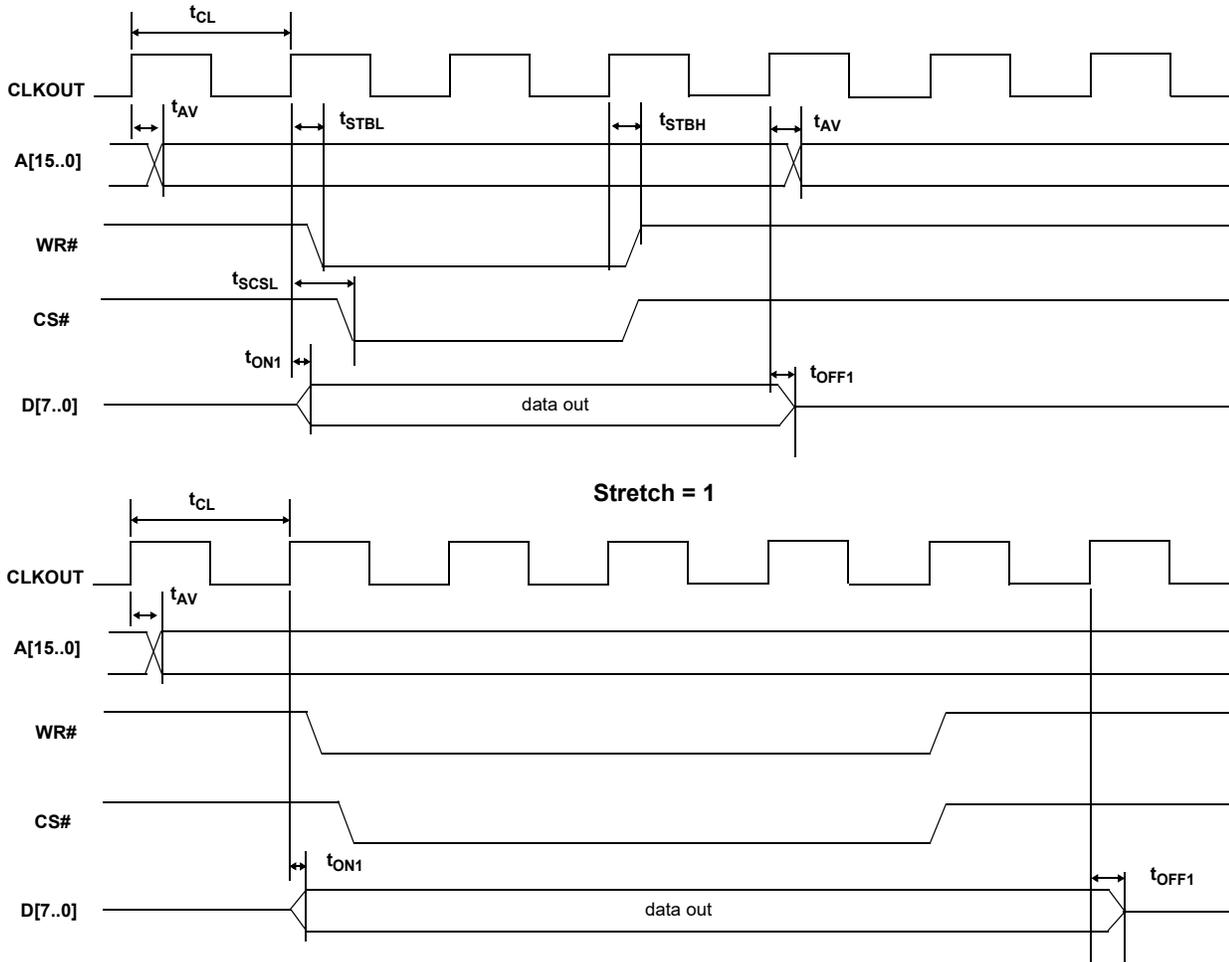 tCL
CLKOUT
tAV
tSTBL
tSTBH
tAV
A[15..0]
WR#
tSCSL
CS#
tON1
tOFF1
D[7..0]
data out
Stretch = 1
tCL
CLKOUT
tAV
A[15..0]
WR#
CS#
tON1
tOFF1
D[7..0]
data out